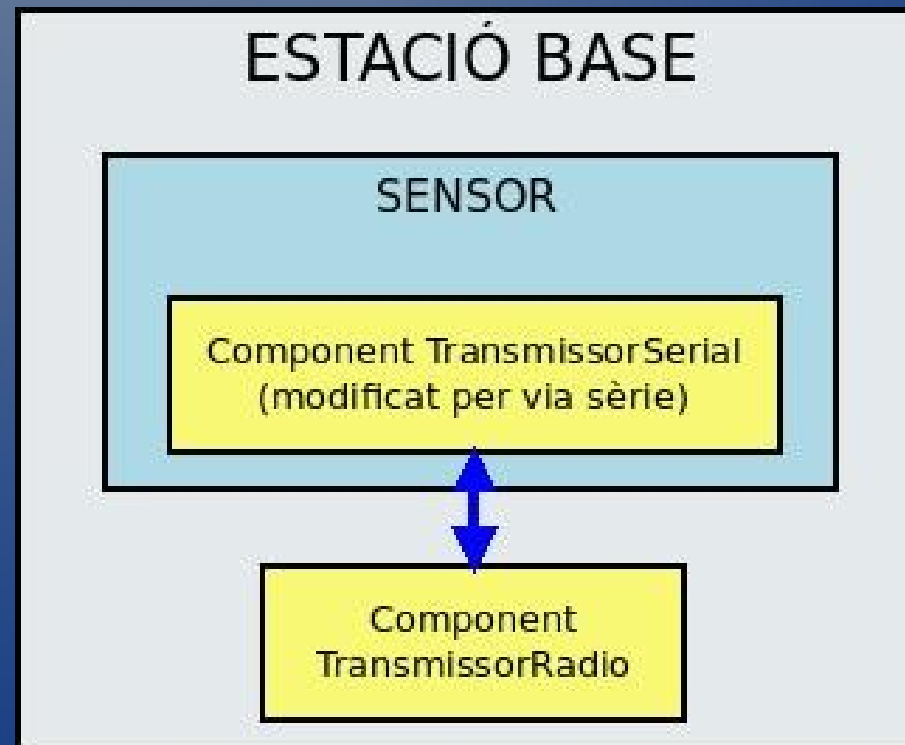 ESTACIÓ BASE
SENSOR
Component TransmissorSerial
(modificat per via sèrie)
Component
TransmissorRadio